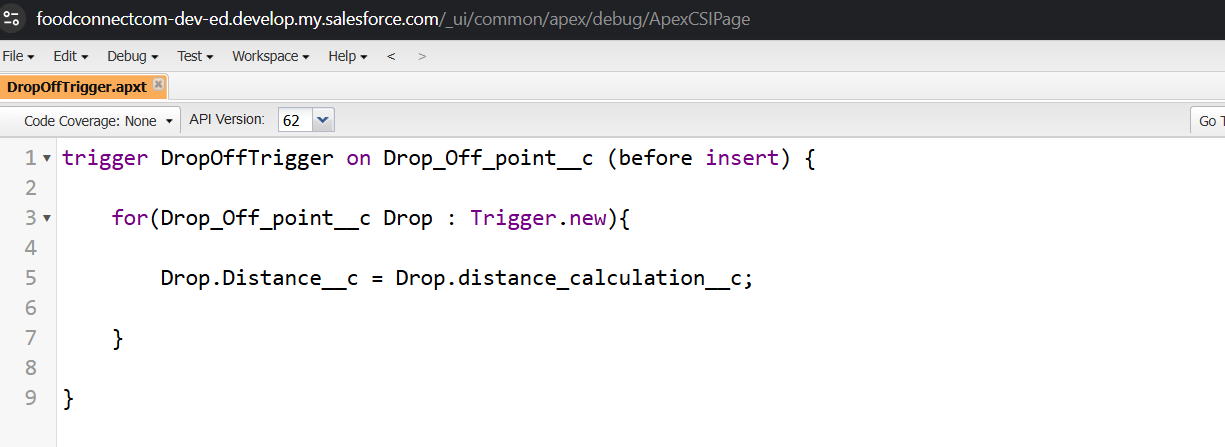 foodconnectcom-dev-ed.develop.my.salesforce.com/_ui/common/apex/debug/ApexCSIPage
File Edit Debug Test Workspace Help < >
DropOffTrigger.apxt
Code Coverage: None API Version: 62 Go T
1 trigger DropOffTrigger on Drop_Off_point__c (before insert) {
2
3 for(Drop_Off_point__c Drop : Trigger.new){
4
5 Drop.Distance__c = Drop.distance_calculation__c;
6
7 }
8
9 }